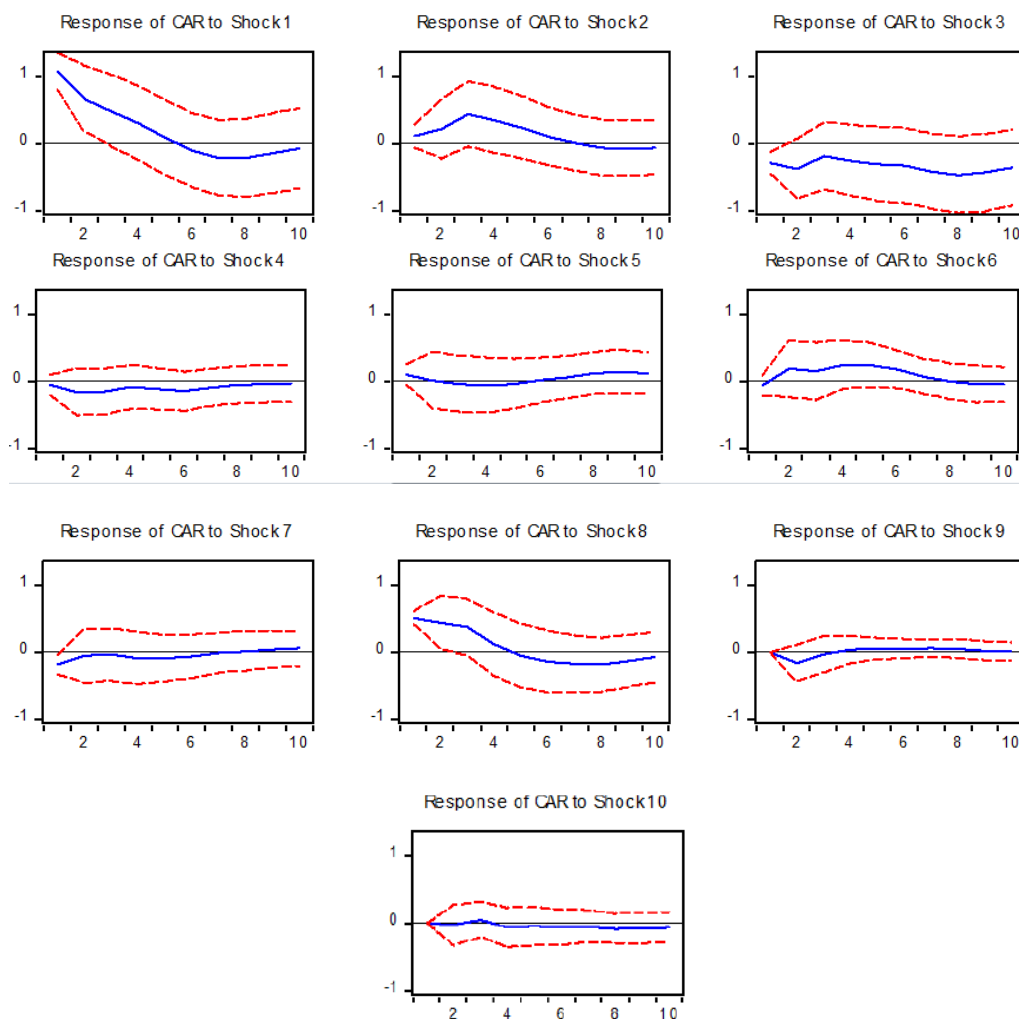 Response of CAR to Shock1
Response of CAR to Shock2
Response of CAR to Shock3
1
0
-1
2 4 6 8 10
1
0
-1
2 4 6 8 10
1
0
-1
2 4 6 8 10
Response of CAR to Shock4
Response of CAR to Shock5
Response of CAR to Shock6
1
0
-1
2 4 6 8 10
1
0
-1
2 4 6 8 10
1
0
-1
2 4 6 8 10
Response of CAR to Shock7
Response of CAR to Shock8
Response of CAR to Shock9
1
0
-1
2 4 6 8 10
1
0
-1
2 4 6 8 10
1
0
-1
2 4 6 8 10
Response of CAR to Shock10
1
0
-1
2 4 6 8 10